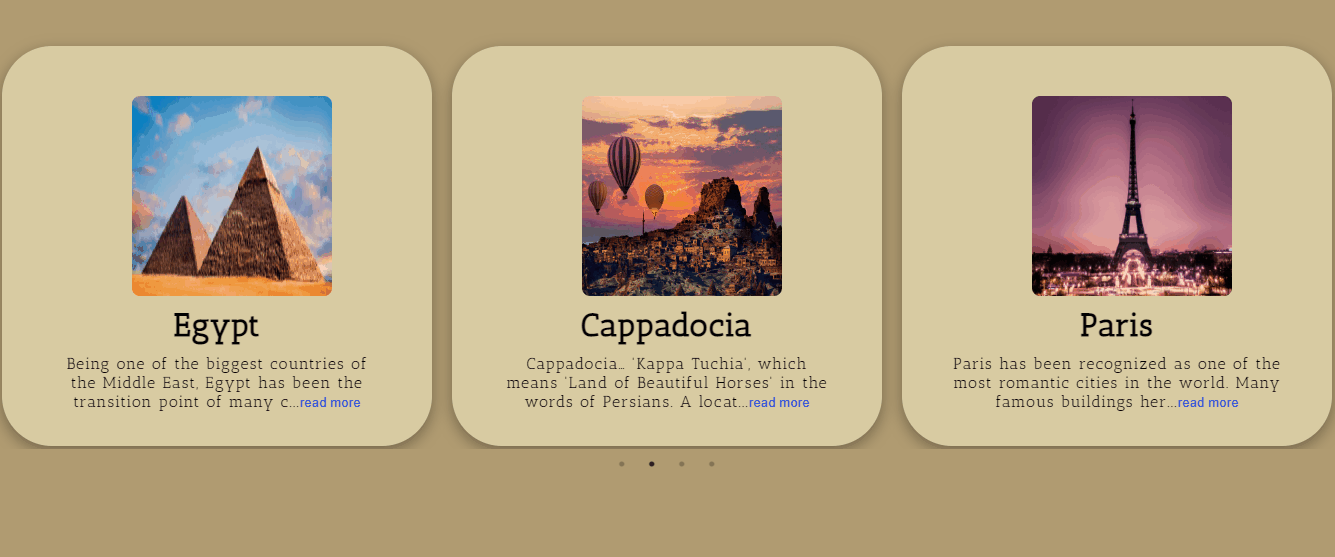 Egypt
Being one of the biggest countries of
the Middle East, Egypt has been the
transition point of many c...read more
Cappadocia
Cappadocia... 'Kappa Tuchia', which
means 'Land of Beautiful Horses' in the
words of Persians. A locat...read more
Paris
Paris has been recognized as one of the
most romantic cities in the world. Many
famous buildings her...read more